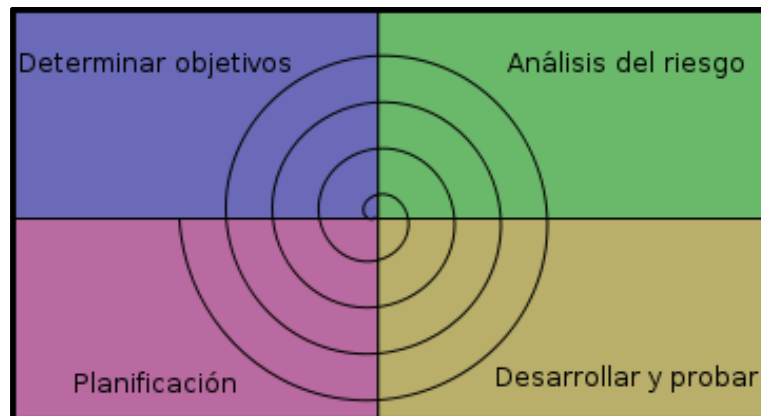 Determinar objetivos
Análisis del riesgo
Planificación
Desarrollar y probar